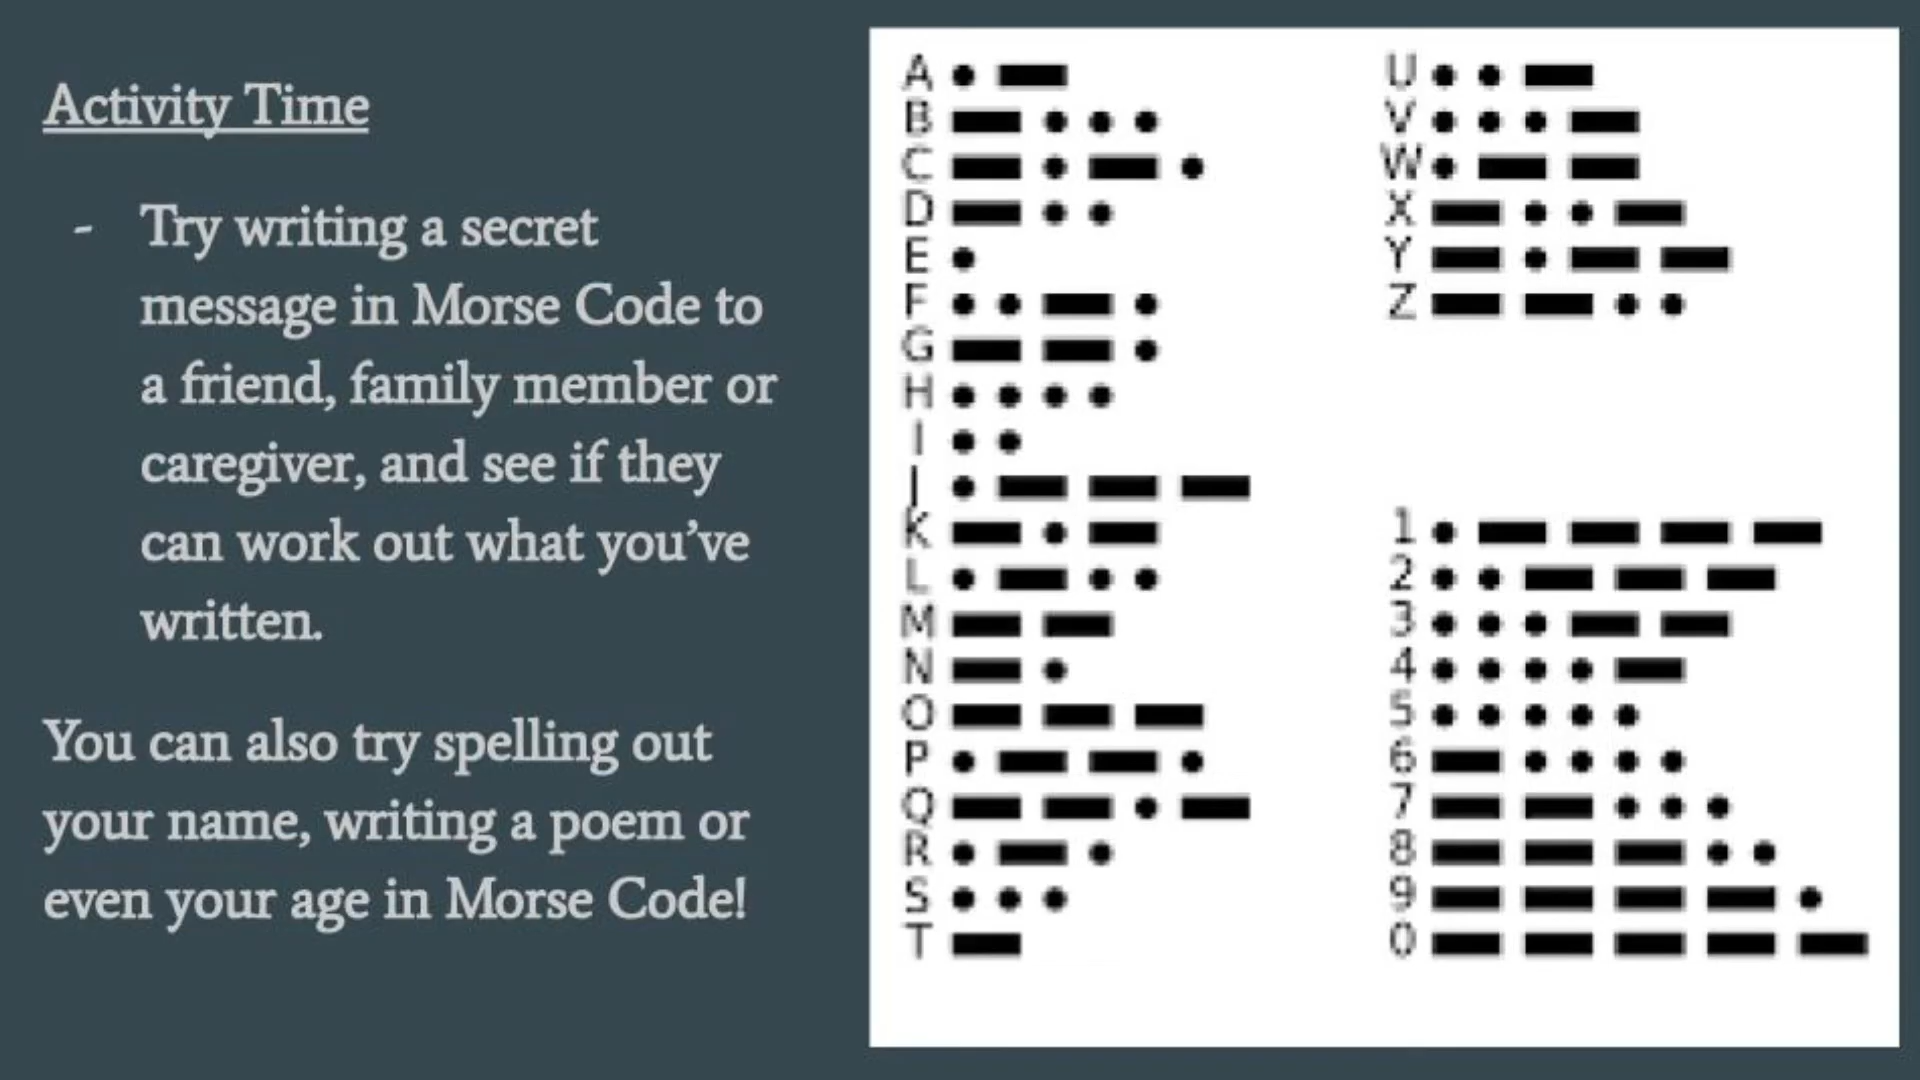 Activity Time
- Try writing a secret
message in Morse Code to
a friend, family member or
caregiver, and see if they
can work out what you've
written.
You can also try spelling out
your name, writing a poem or
even your age in Morse Code!
A
B
C
D
E
F
G
H
I
J
K
L
M
N
O
P
Q
R
S
T
U
V
W
X
Y
Z
1
2
3
4
5
6
7
8
9
0